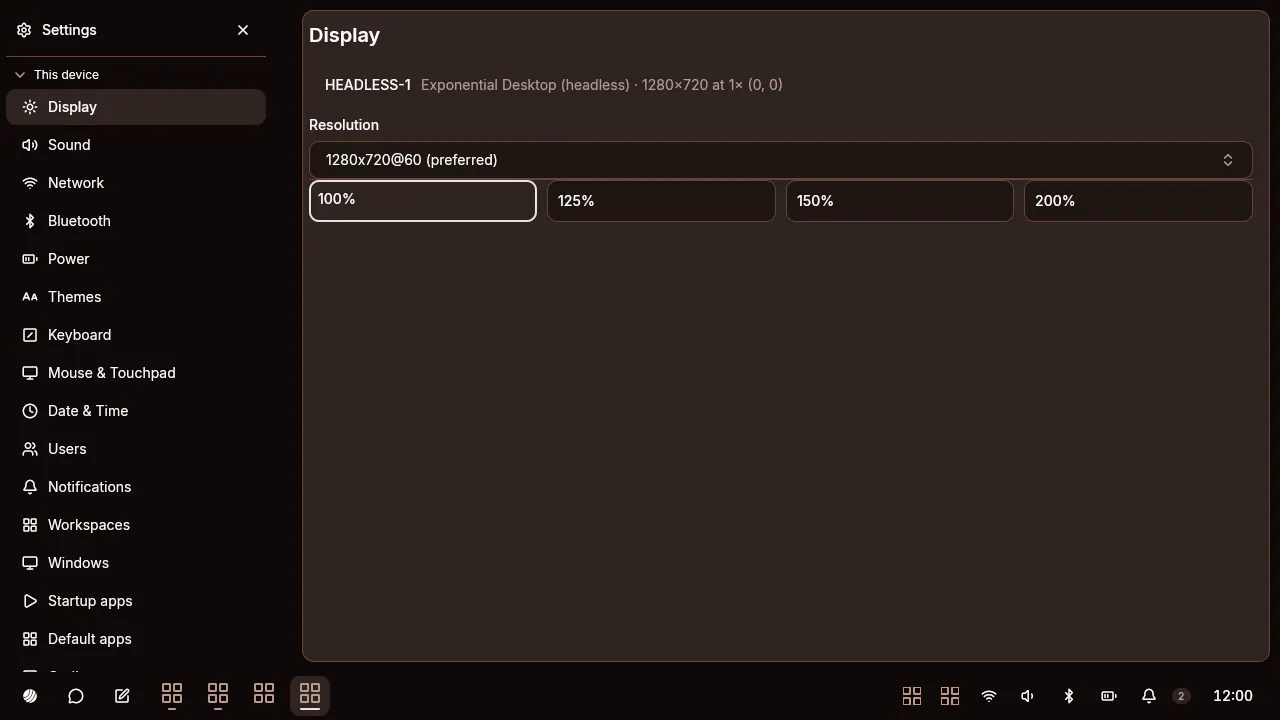 Settings
This device
Display
Sound
Network
Bluetooth
Power
Themes
Keyboard
Mouse & Touchpad
Date & Time
Users
Notifications
Workspaces
Windows
Startup apps
Default apps
Display
HEADLESS-1 Exponential Desktop (headless) · 1280×720 at 1× (0, 0)
Resolution
1280x720@60 (preferred)
100% 125% 150% 200%
2 12:00